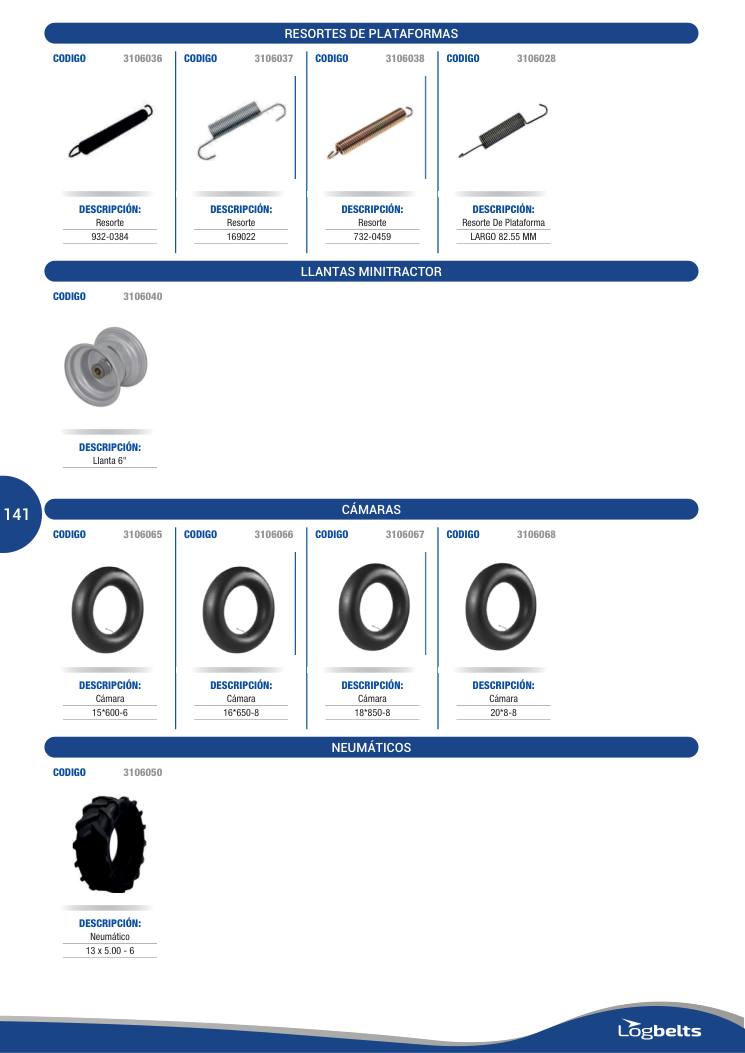 RESORTES DE PLATAFORMAS
CODIGO 3106036
DESCRIPCIÓN:
Resorte
932-0384
CODIGO 3106037
DESCRIPCIÓN:
Resorte
169022
CODIGO 3106038
DESCRIPCIÓN:
Resorte
732-0459
CODIGO 3106028
DESCRIPCIÓN:
Resorte De Plataforma
LARGO 82.55 MM
LLANTAS MINITRACTOR
CODIGO 3106040
DESCRIPCIÓN:
Llanta 6"
141
CÁMARAS
CODIGO 3106065
DESCRIPCIÓN:
Cámara
15*600-6
CODIGO 3106066
DESCRIPCIÓN:
Cámara
16*650-8
CODIGO 3106067
DESCRIPCIÓN:
Cámara
18*850-8
CODIGO 3106068
DESCRIPCIÓN:
Cámara
20*8-8
NEUMÁTICOS
CODIGO 3106050
DESCRIPCIÓN:
Neumático
13 x 5.00 - 6
Logbelts